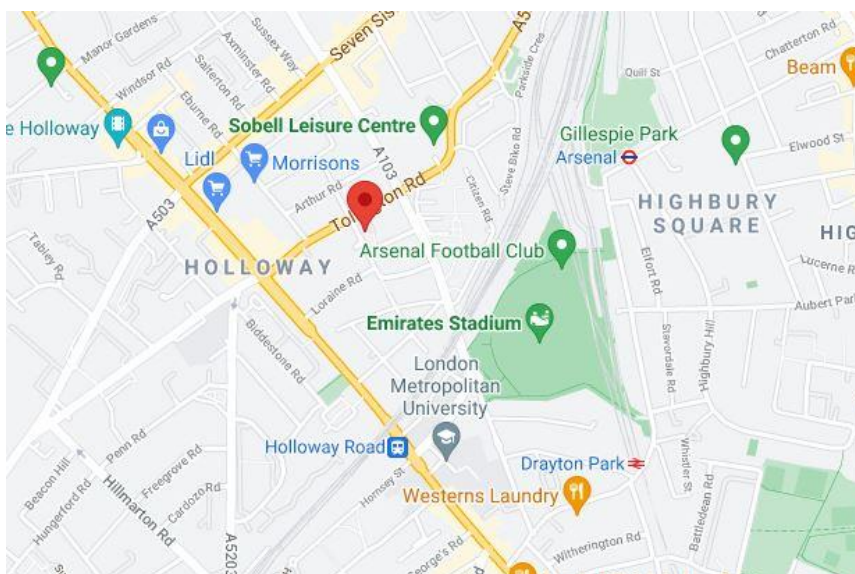 A5
Chatterton Rd
Sussex Way
Seven Sis
Manor Gardens
Axminster Rd
Parkside Cres
Quill St
Beam
Windsor Rd
Salterton Rd
Eburne Rd
e Holloway
Sobell Leisure Centre
Gillespie Park
Elwood St
Lidl
Morrisons
A103
Steve Biko Rd
Arsenal
Arthur Rd
Tollington Rd
Citizen Rd
HIGHBURY
SQUARE
A503
HIG
Tabley Rd
Arsenal Football Club
Elfort Rd
Lucerne R
HOLLOWAY
Loraine Rd
Aubert Park
Emirates Stadium
Stavordale Rd
Highbury Hill
Biddestone Rd
London
Metropolitan
University
Penn Rd
Holloway Road
Drayton Park
Whistler St
Beacon Hill
Freegrove Rd
Hornsey St
Hungerford Rd
Hillmarton Rd
Cardozo Rd
Westerns Laundry
Battledean Rd
A5203
George's Rd
Witherington Rd